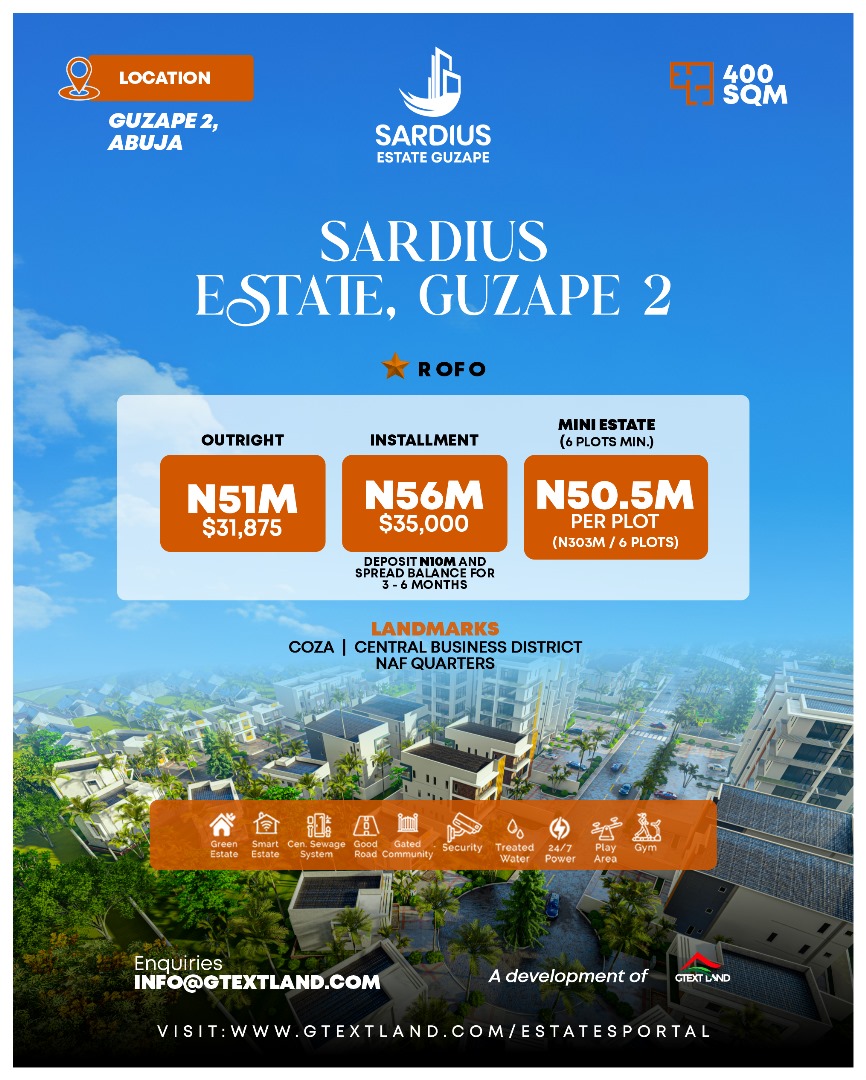 LOCATION
GUZAPE 2,
ABUJA
SARDIUS
ESTATE GUZAPE
400
SQM
SARDIUS
ESTATE, GUZAPE 2
ROFO
OUTRIGHT
N51M
$31,875
INSTALLMENT
N56M
$35,000
DEPOSIT N10M AND
SPREAD BALANCE FOR
3 - 6 MONTHS
MINI ESTATE
(6 PLOTS MIN.)
N50.5M
PER PLOT
(N303M / 6 PLOTS)
LANDMARKS
COZA | CENTRAL BUSINESS DISTRICT
NAF QUARTERS
Green
Estate
Smart
Estate
Cen. Sewage
System
Good
Road
Gated
Community
Security
Treated
Water
24/7
Power
Play
Area
Gym
Enquiries
INFO@GTEXTLAND.COM
A development of
GTEXT LAND
VISIT:WWW.GTEXTLAND.COM/ESTATESPORTAL